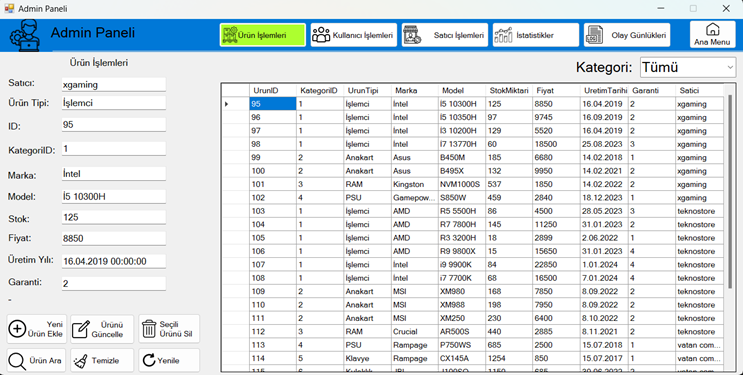 Admin Paneli
Admin Paneli
Ürün İşlemleri
Kullanıcı İşlemleri
Satıcı İşlemleri
İstatistikler
Olay Günlükleri
Ana Menu
Ürün İşlemleri
Kategori: Tümü
Satıcı: xgaming
Ürün Tipi: İşlemci
ID: 95
KategoriID: 1
Marka: İntel
Model: İ5 10300H
Stok: 125
Fiyat: 8850
Üretim Yılı: 16.04.2019 00:00:00
Garanti: 2
-
Yeni Ürün Ekle
Ürünü Güncelle
Seçili Ürünü Sil
Ürün Ara
Temizle
Yenile
UrunID KategoriID UrunTipi Marka Model StokMiktari Fiyat UretimTarihi Garanti Satici
95 1 İşlemci İntel İ5 10300H 125 8850 16.04.2019 2 xgaming
96 1 İşlemci İntel İ5 10350H 97 9745 16.09.2019 2 xgaming
97 1 İşlemci İntel İ3 10200H 129 5520 16.04.2019 2 xgaming
98 1 İşlemci İntel İ7 13770H 60 18500 25.08.2023 3 xgaming
99 2 Anakart Asus B450M 185 6680 14.02.2018 1 xgaming
100 2 Anakart Asus B495X 132 9950 14.02.2021 2 xgaming
101 3 RAM Kingston NVM1000S 537 1850 14.02.2022 2 xgaming
102 4 PSU Gamepow... S850W 459 2840 18.12.2023 1 xgaming
103 1 İşlemci AMD R5 5500H 86 4500 28.05.2023 3 teknostore
104 1 İşlemci AMD R7 7800H 145 11250 31.01.2023 2 teknostore
105 1 İşlemci AMD R3 3200H 18 2899 2.06.2022 1 teknostore
106 1 İşlemci AMD R9 9800X 15 15650 31.01.2023 4 teknostore
107 1 İşlemci İntel i9 9900K 84 22850 1.01.2024 4 teknostore
108 1 İşlemci İntel i7 7700K 68 16500 7.01.2024 4 teknostore
109 2 Anakart MSI XM980 168 7850 8.09.2022 2 teknostore
110 2 Anakart MSI XM988 198 7950 8.09.2022 2 teknostore
111 2 Anakart MSI XM250 230 6400 8.10.2022 2 teknostore
112 3 RAM Crucial AR500S 440 2885 8.11.2021 2 teknostore
113 4 PSU Rampage P750WS 685 2500 15.07.2018 1 vatan com...
114 5 Klavye Rampage CX145A 1254 850 15.07.2017 1 vatan com...